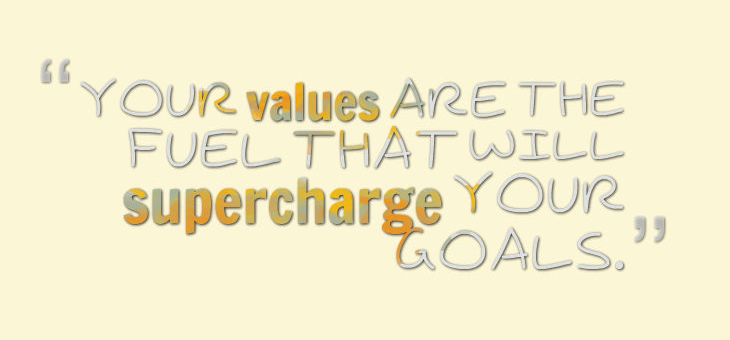 “YOUR values ARE THE
FUEL THAT WILL
supercharge YOUR
GOALS.”